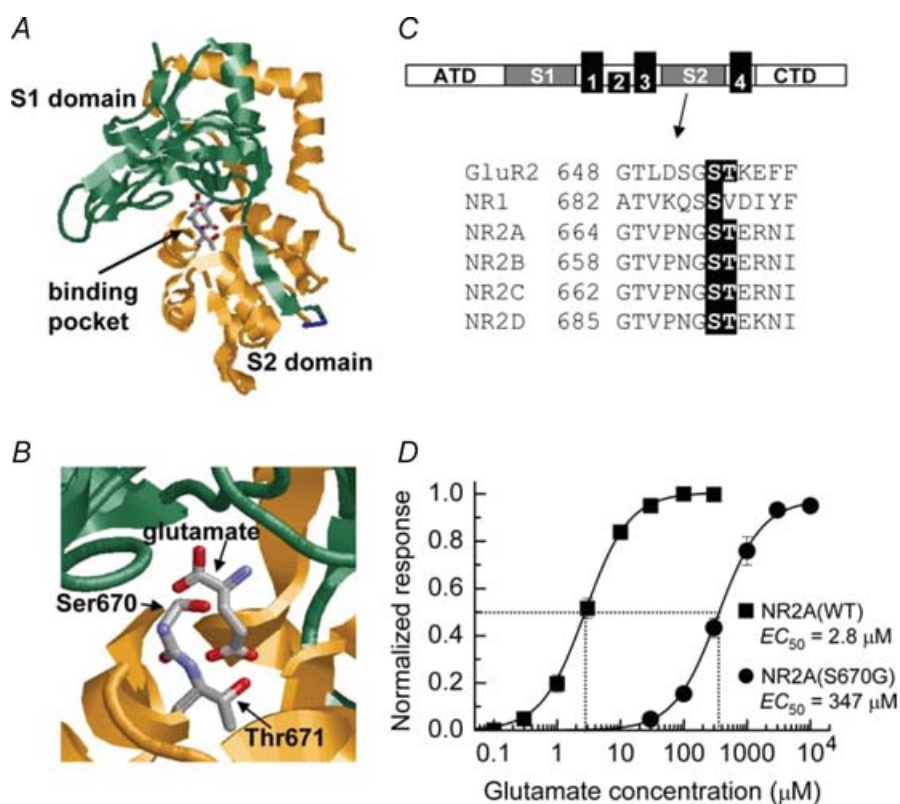 A
S1 domain
binding
pocket
S2 domain
B
glutamate
Ser670
Thr671
C
ATD S1 1 2 3 S2 4 CTD
GluR2 648 GTLDSGSTKEFF
NR1 682 ATVKQSSVDIYF
NR2A 664 GTVPNGSTERNI
NR2B 658 GTVPNGSTERNI
NR2C 662 GTVPNGSTERNI
NR2D 685 GTVPNGSTEKNI
D
Normalized response
1.0
0.8
0.6
0.4
0.2
0.0
NR2A(WT)
EC50 = 2.8 μM
NR2A(S670G)
EC50 = 347 μM
0.1 1 10 100 1000 10^4
Glutamate concentration (μM)